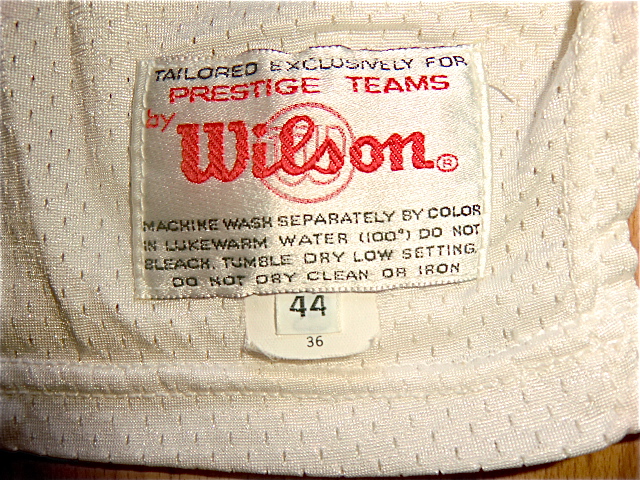 TAILORED EXCLUSIVELY FOR
PRESTIGE TEAMS
by Wilson®
MACHINE WASH SEPARATELY BY COLOR
IN LUKEWARM WATER (100°) DO NOT
BLEACH. TUMBLE DRY LOW SETTING.
DO NOT DRY CLEAN OR IRON
44
36